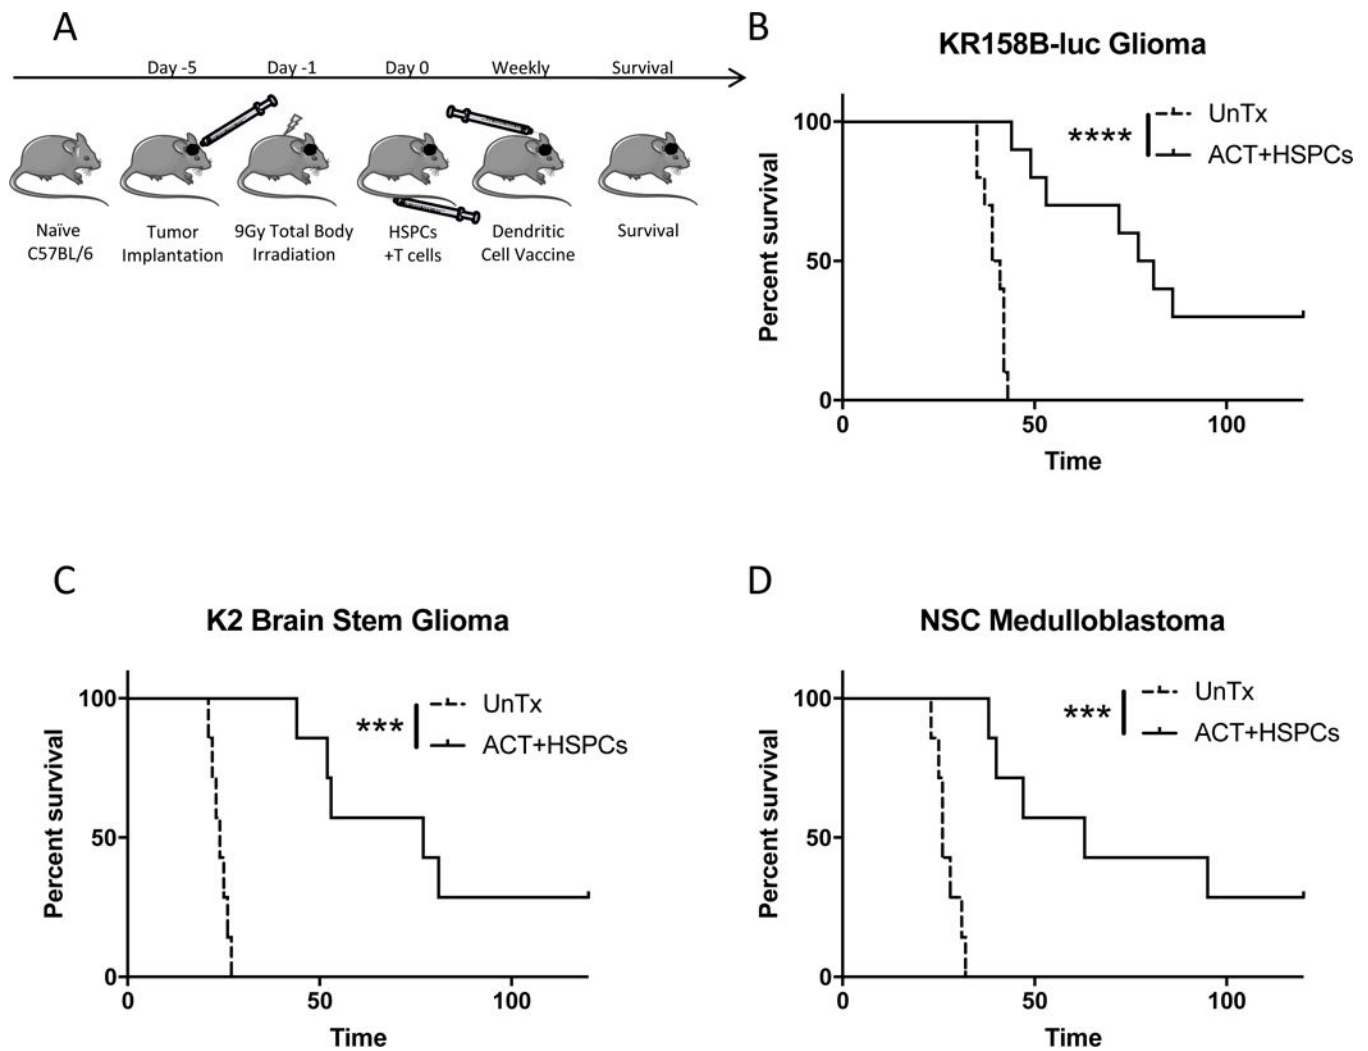 A
Day -5 Day -1 Day 0 Weekly Survival
Naïve
C57BL/6
Tumor
Implantation
9Gy Total Body
Irradiation
HSPCs
+T cells
Dendritic
Cell Vaccine
Survival
B
KR158B-luc Glioma
Percent survival
100
50
0
0 50 100
Time
****
UnTx
ACT+HSPCs
C
K2 Brain Stem Glioma
Percent survival
100
50
0
0 50 100
Time
***
UnTx
ACT+HSPCs
D
NSC Medulloblastoma
Percent survival
100
50
0
0 50 100
Time
***
UnTx
ACT+HSPCs